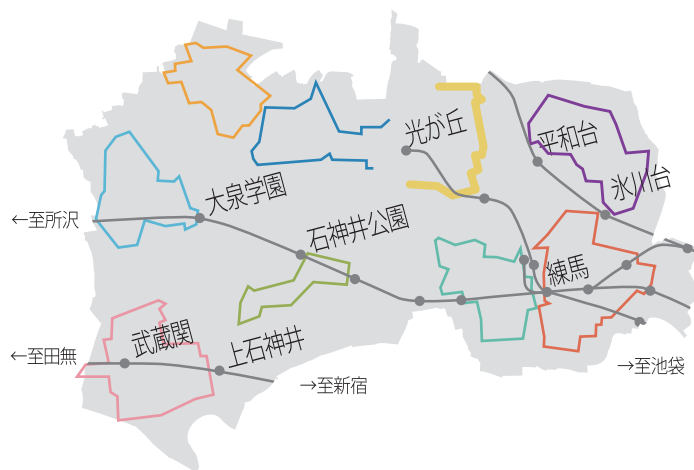 光が丘
平和台
氷川台
大泉学園
←至所沢
石神井公園
練馬
武蔵関
上石神井
←至田無
→至池袋
→至新宿